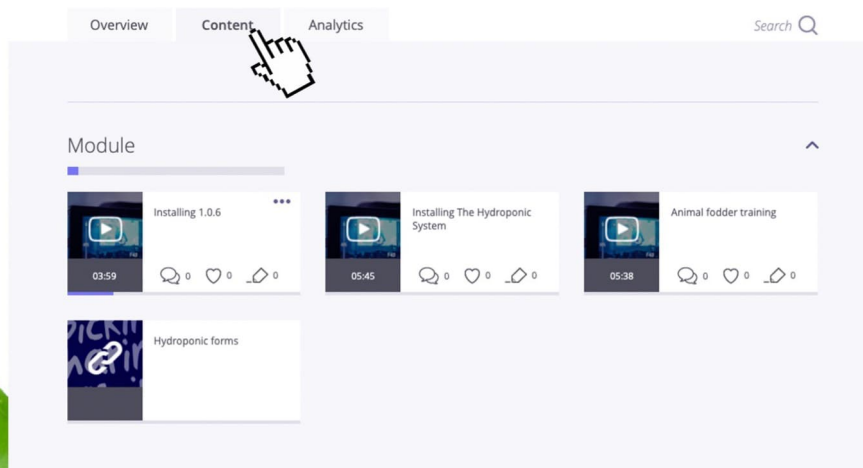 Overview Content Analytics Search
Module
Installing 1.0.6
03:59 0 0 0
Installing The Hydroponic
System
05:45 0 0 0
Animal fodder training
05:38 0 0 0
Hydroponic forms